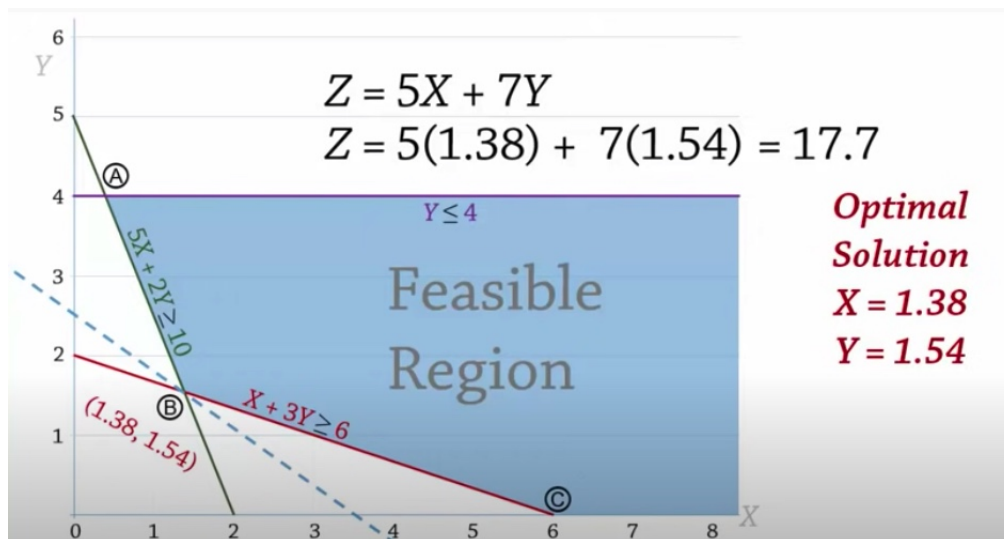 6
Y
5
4
3
2
1
0
1
2
3
4
5
6
7
8
X
Z = 5X + 7Y
Z = 5(1.38) + 7(1.54) = 17.7
A
Y ≤ 4
5X + 2Y ≥ 10
Feasible
Region
B
(1.38, 1.54)
X + 3Y ≥ 6
C
Optimal
Solution
X = 1.38
Y = 1.54